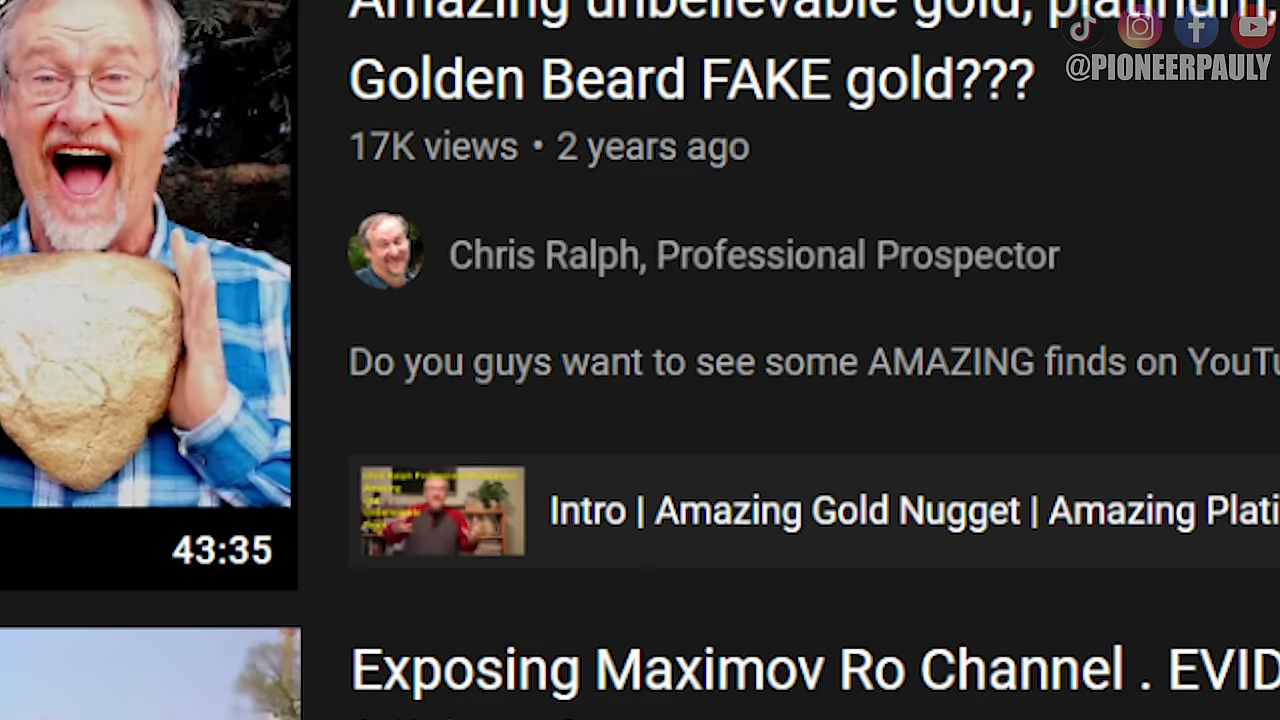 Amazing unbelievable gold, platinum,
@PIONEERPAULY
Golden Beard FAKE gold???
17K views • 2 years ago
Chris Ralph, Professional Prospector
Do you guys want to see some AMAZING finds on YouTu
Intro | Amazing Gold Nugget | Amazing Plati
43:35
Exposing Maximov Ro Channel . EVID